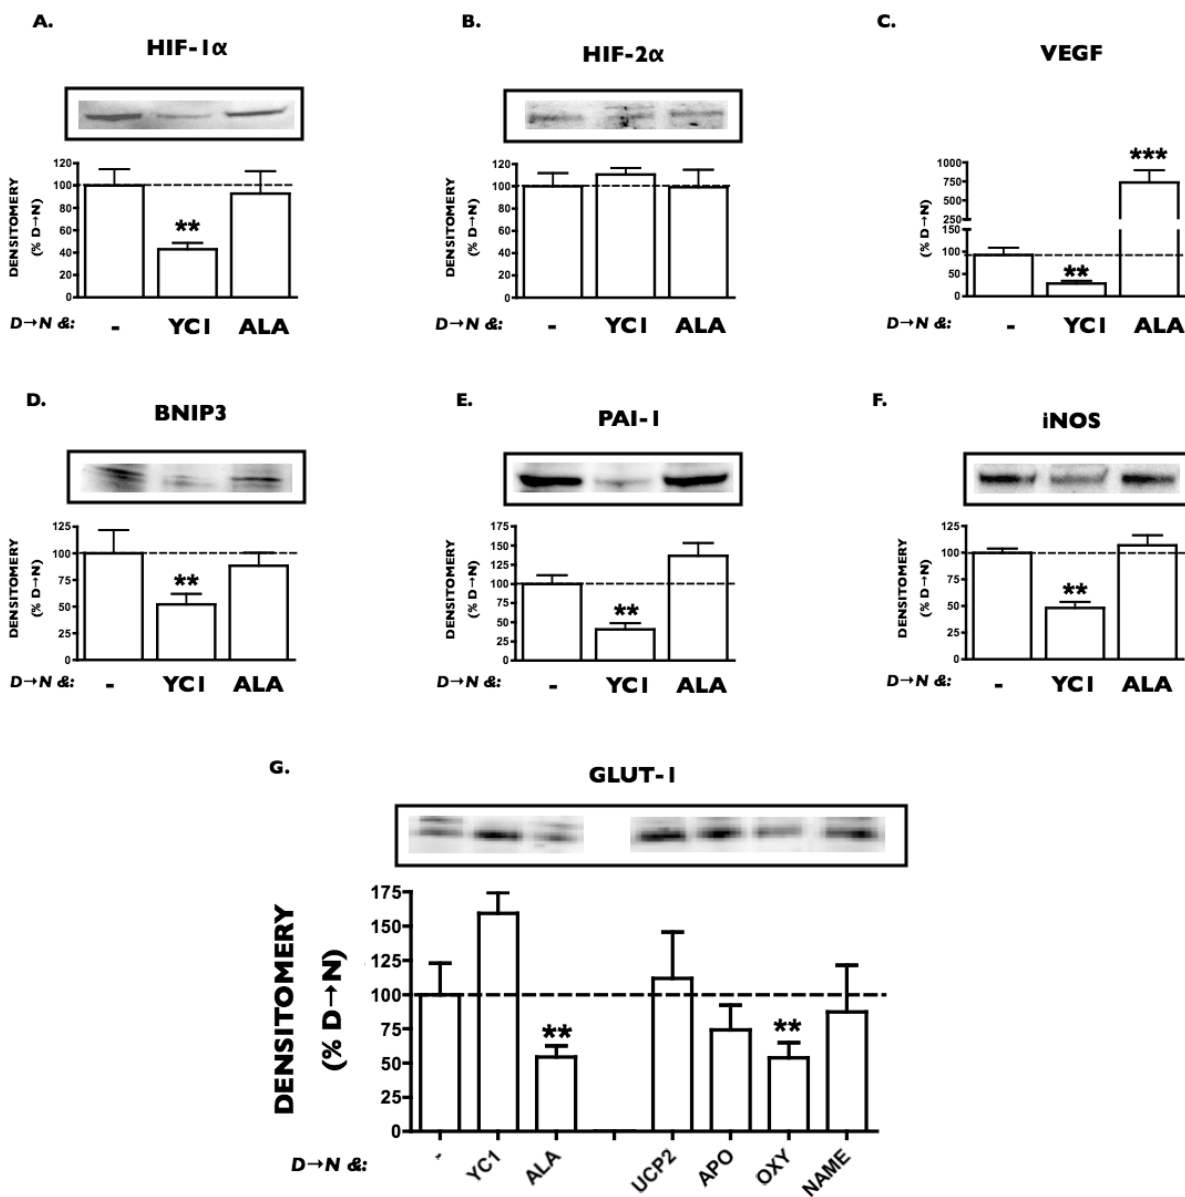 A.
HIF-1α
120
100
80
60
40
20
0
DENSITOMERY
(% D→N)
**
D→N &:
-
YC1
ALA
B.
HIF-2α
120
100
80
60
40
20
0
DENSITOMERY
(% D→N)
D→N &:
-
YC1
ALA
C.
VEGF
1000
750
500
250
150
100
50
0
DENSITOMERY
(% D→N)
**
***
D→N &:
-
YC1
ALA
D.
BNIP3
125
100
75
50
25
0
DENSITOMERY
(% D→N)
**
D→N &:
-
YC1
ALA
E.
PAI-1
175
150
125
100
75
50
25
0
DENSITOMERY
(% D→N)
**
D→N &:
-
YC1
ALA
F.
iNOS
125
100
75
50
25
0
DENSITOMERY
(% D→N)
**
D→N &:
-
YC1
ALA
G.
GLUT-1
175
150
125
100
75
50
25
0
DENSITOMERY
(% D→N)
**
**
D→N &:
-
YC1
ALA
UCP2
APO
OXY
NAME